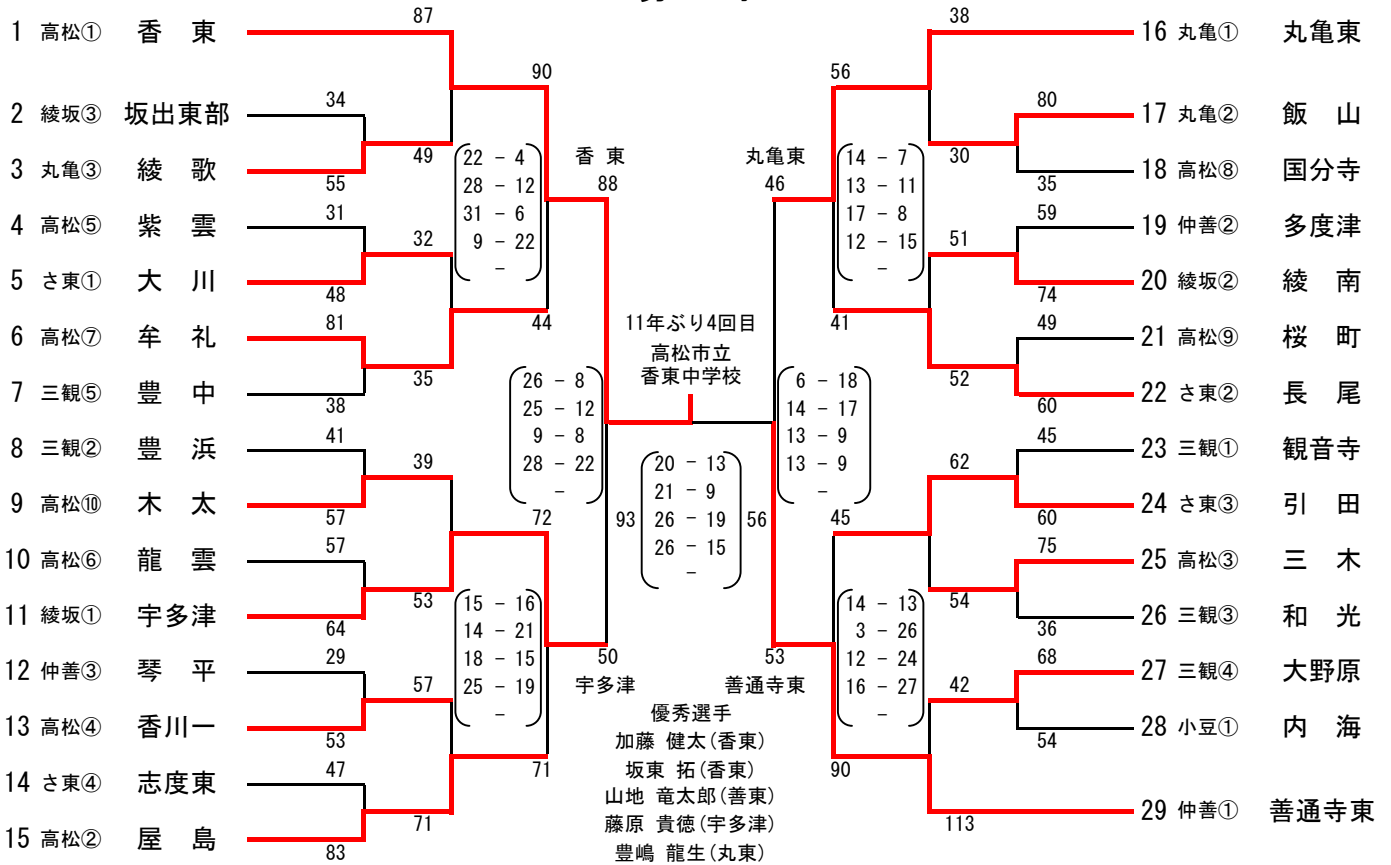 1 高松① 香 東
2 綾坂③ 坂出東部
3 丸亀③ 綾 歌
4 高松⑤ 紫 雲
5 さ東① 大 川
6 高松⑦ 牟 礼
7 三観⑤ 豊 中
8 三観② 豊 浜
9 高松⑩ 木 太
10 高松⑥ 龍 雲
11 綾坂① 宇多津
12 仲善③ 琴 平
13 高松④ 香川一
14 さ東④ 志度東
15 高松② 屋 島
87
34
49
55
31
32
48
81
35
38
41
39
57
57
53
64
29
57
53
47
71
83
90
44
72
71
22 - 4
28 - 12
31 - 6
9 - 22
-
15 - 16
14 - 21
18 - 15
25 - 19
-
香 東
88
26 - 8
25 - 12
9 - 8
28 - 22
-
50
宇多津
11年ぶり4回目
高松市立
香東中学校
93
20 - 13
21 - 9
26 - 19
26 - 15
-
56
丸亀東
46
6 - 18
14 - 17
13 - 9
13 - 9
-
53
善通寺東
優秀選手
加藤 健太(香東)
坂東 拓(香東)
山地 竜太郎(善東)
藤原 貴徳(宇多津)
豊嶋 龍生(丸東)
56
14 - 7
13 - 11
17 - 8
12 - 15
-
41
45
14 - 13
3 - 26
12 - 24
16 - 27
-
90
38
80
30
35
59
51
74
49
52
60
45
62
60
75
54
36
68
42
54
113
16 丸亀① 丸亀東
17 丸亀② 飯 山
18 高松⑧ 国分寺
19 仲善② 多度津
20 綾坂② 綾 南
21 高松⑨ 桜 町
22 さ東② 長 尾
23 三観① 観音寺
24 さ東③ 引 田
25 高松③ 三 木
26 三観③ 和 光
27 三観④ 大野原
28 小豆① 内 海
29 仲善① 善通寺東